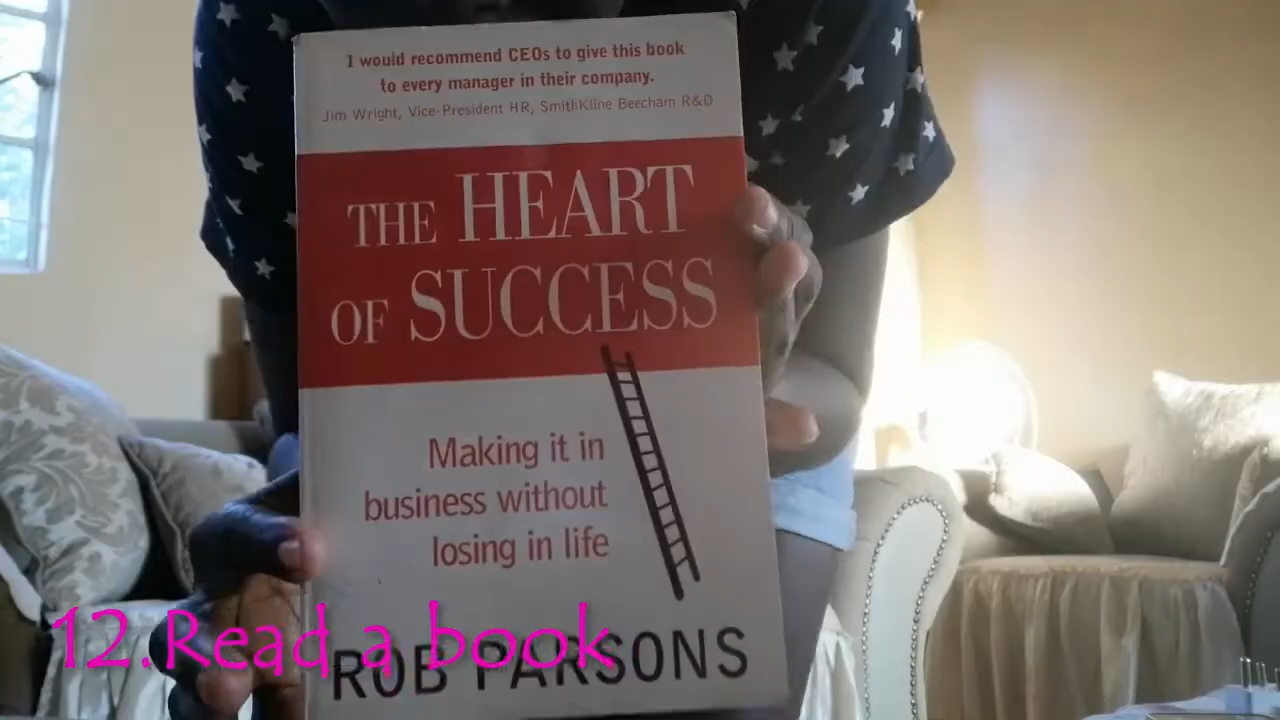 I would recommend CEOs to give this book
to every manager in their company.
Jim Wright, Vice-President HR, SmithKline Beecham R&D
THE HEART
OF SUCCESS
Making it in
business without
losing in life
12.Read a book
ROB PARSONS